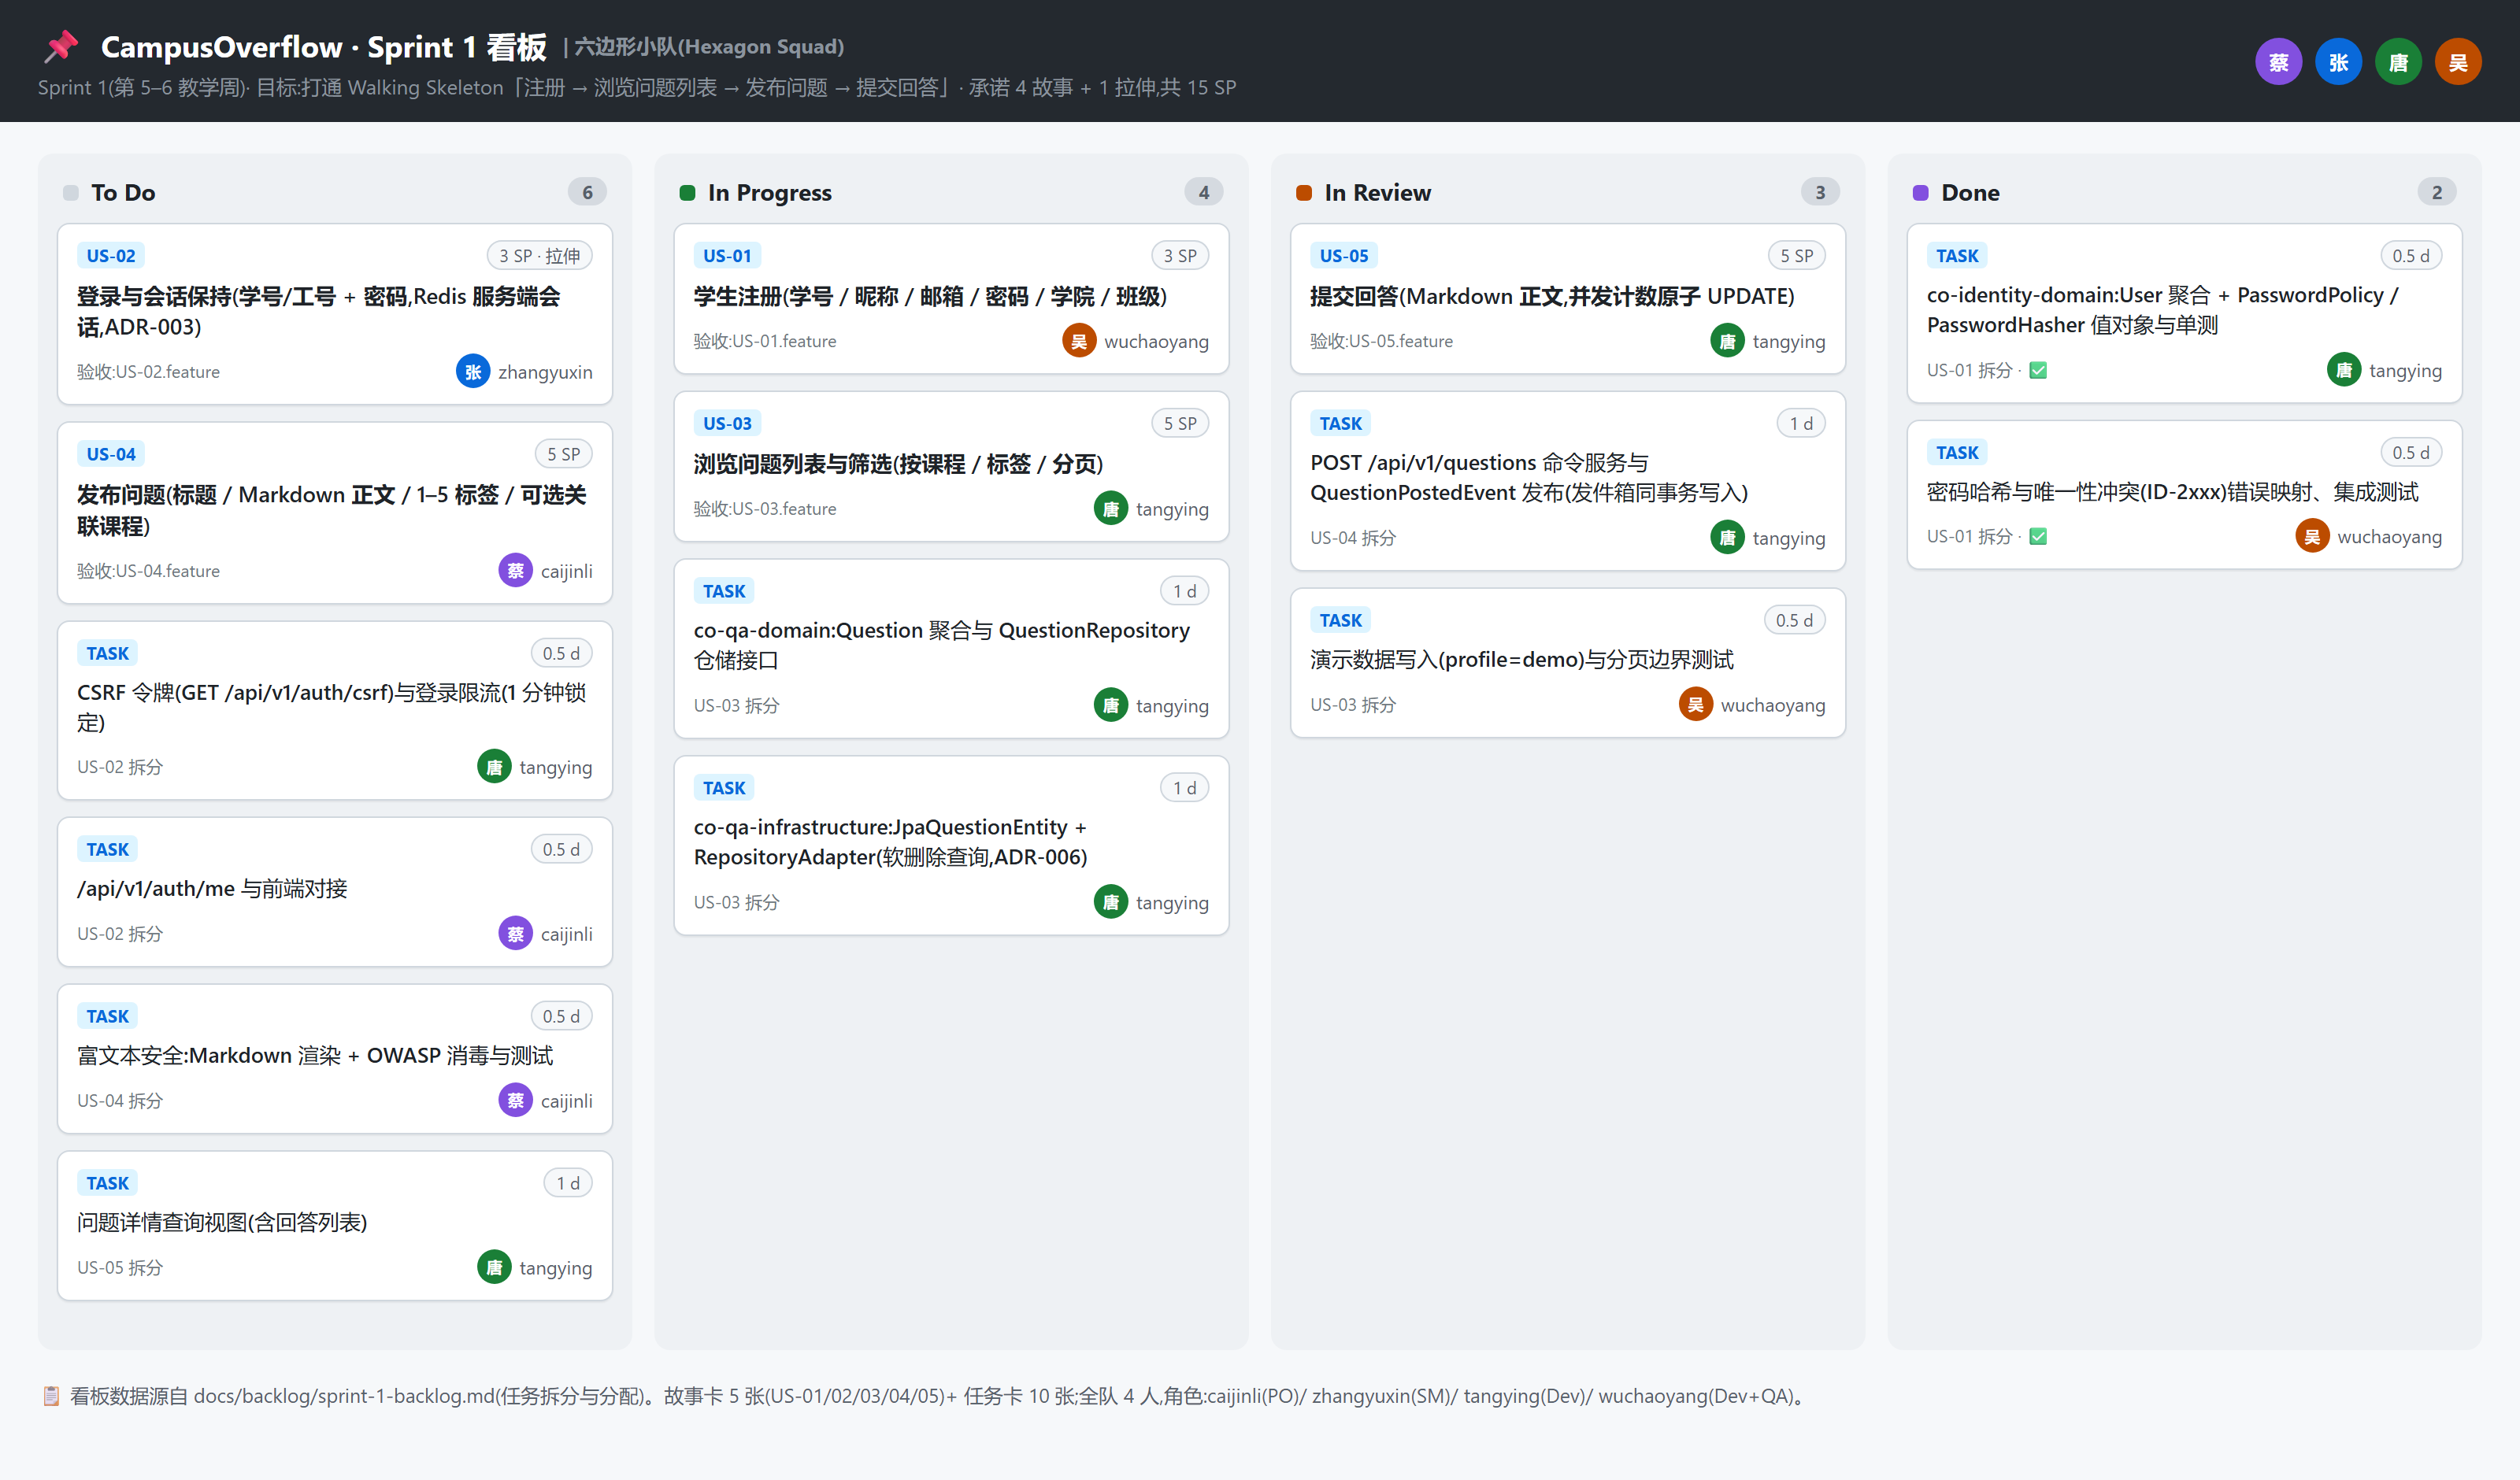 CampusOverflow · Sprint 1 看板 | 六边形小队(Hexagon Squad)
Sprint 1(第 5–6 教学周)· 目标:打通 Walking Skeleton「注册 → 浏览问题列表 → 发布问题 → 提交回答」· 承诺 4 故事 + 1 拉伸,共 15 SP
蔡 张 唐 吴
To Do 6
US-02 3 SP · 拉伸
登录与会话保持(学号/工号 + 密码,Redis 服务端会
话,ADR-003)
验收:US-02.feature 张 zhangyuxin
US-04 5 SP
发布问题(标题 / Markdown 正文 / 1–5 标签 / 可选关
联课程)
验收:US-04.feature 蔡 caijinli
TASK 0.5 d
CSRF 令牌(GET /api/v1/auth/csrf)与登录限流(1 分钟锁
定)
US-02 拆分 唐 tangying
TASK 0.5 d
/api/v1/auth/me 与前端对接
US-02 拆分 蔡 caijinli
TASK 0.5 d
富文本安全:Markdown 渲染 + OWASP 消毒与测试
US-04 拆分 蔡 caijinli
TASK 1 d
问题详情查询视图(含回答列表)
US-05 拆分 唐 tangying
In Progress 4
US-01 3 SP
学生注册(学号 / 昵称 / 邮箱 / 密码 / 学院 / 班级)
验收:US-01.feature 吴 wuchaoyang
US-03 5 SP
浏览问题列表与筛选(按课程 / 标签 / 分页)
验收:US-03.feature 唐 tangying
TASK 1 d
co-qa-domain:Question 聚合与 QuestionRepository
仓储接口
US-03 拆分 唐 tangying
TASK 1 d
co-qa-infrastructure:JpaQuestionEntity +
RepositoryAdapter(软删除查询,ADR-006)
US-03 拆分 唐 tangying
In Review 3
US-05 5 SP
提交回答(Markdown 正文,并发计数原子 UPDATE)
验收:US-05.feature 唐 tangying
TASK 1 d
POST /api/v1/questions 命令服务与
QuestionPostedEvent 发布(发件箱同事务写入)
US-04 拆分 唐 tangying
TASK 0.5 d
演示数据写入(profile=demo)与分页边界测试
US-03 拆分 吴 wuchaoyang
Done 2
TASK 0.5 d
co-identity-domain:User 聚合 + PasswordPolicy /
PasswordHasher 值对象与单测
US-01 拆分 · ✅ 唐 tangying
TASK 0.5 d
密码哈希与唯一性冲突(ID-2xxx)错误映射、集成测试
US-01 拆分 · ✅ 吴 wuchaoyang
看板数据源自 docs/backlog/sprint-1-backlog.md(任务拆分与分配)。故事卡 5 张(US-01/02/03/04/05)+ 任务卡 10 张;全队 4 人,角色:caijinli(PO)/ zhangyuxin(SM)/ tangying(Dev)/ wuchaoyang(Dev+QA)。